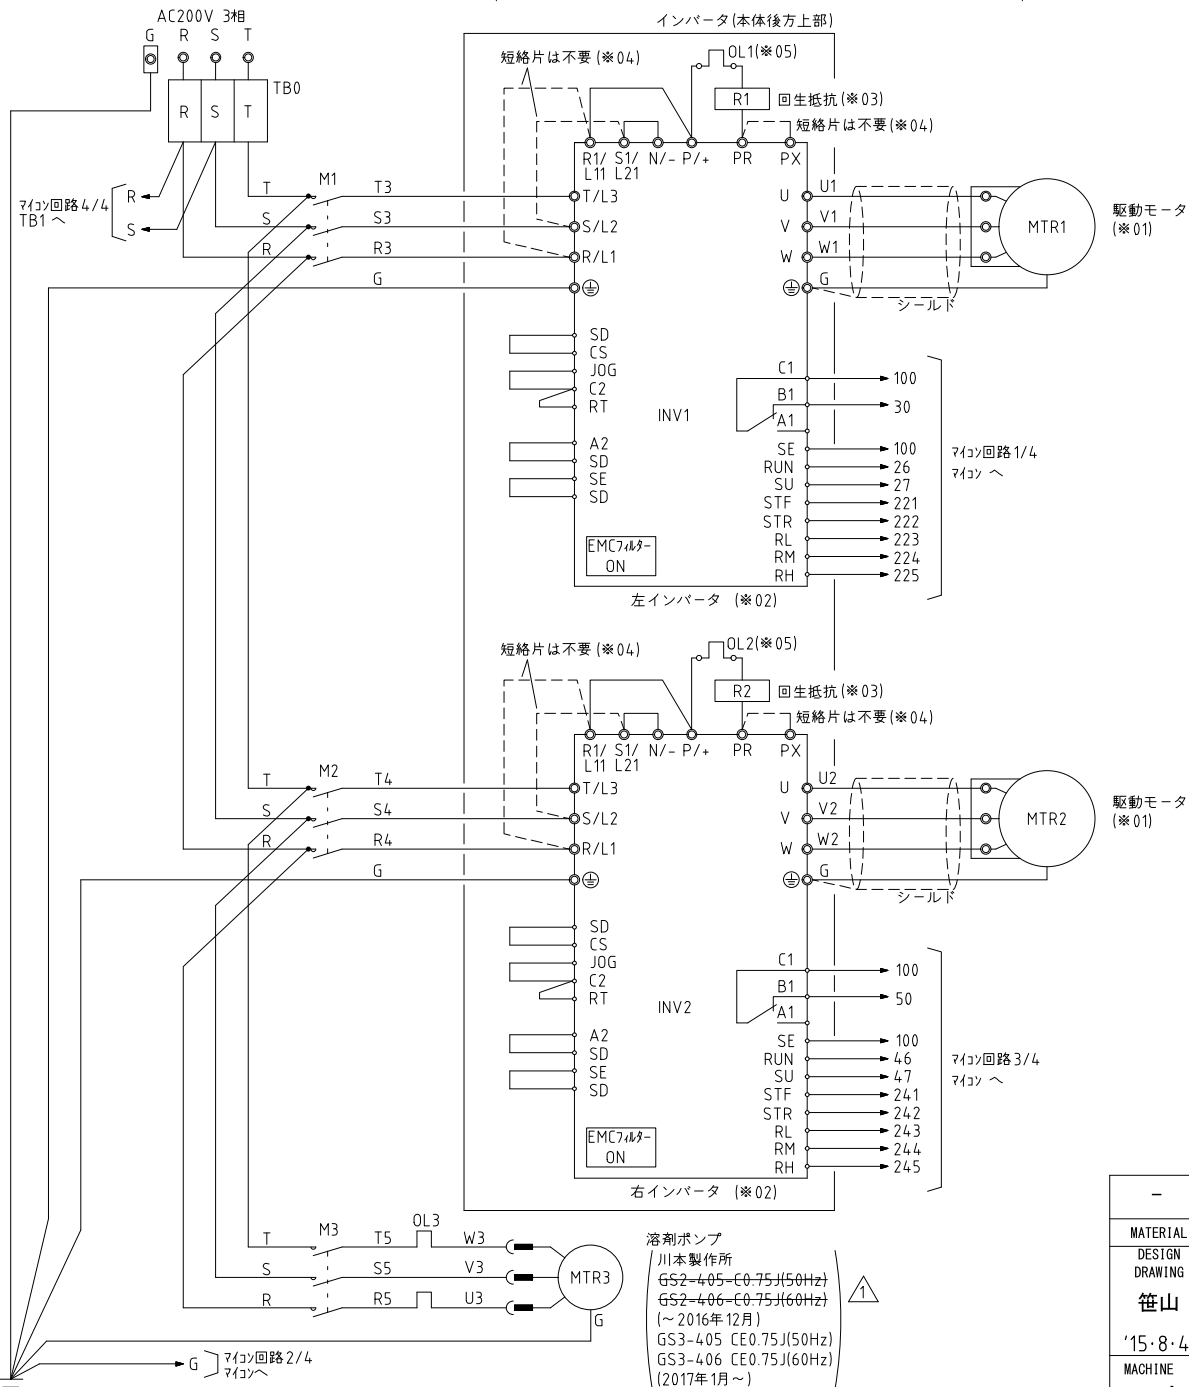 AC200V 3相
G R S T
TB0
R S T
R
S
ﾏｲｺﾝ回路4/4
TB1 へ
インバータ(本体後方上部)
短絡片は不要(※04)
OL1(※05)
R1
回生抵抗(※03)
短絡片は不要(※04)
R1/
L11
S1/
L21
N/- P/+ PR PX
T M1 T3 T/L3
S S3 S/L2
R R3 R/L1
G
U U1
V V1
W W1
G
シールド
MTR1
駆動モータ
(※01)
SD
CS
JOG
C2
RT
A2
SD
SE
SD
INV1
EMCﾌｨﾙﾀｰ
ON
C1 100
B1 30
A1
SE 100
RUN 26
SU 27
STF 221
STR 222
RL 223
RM 224
RH 225
ﾏｲｺﾝ回路1/4
ﾏｲｺﾝ へ
左インバータ (※02)
短絡片は不要(※04)
OL2(※05)
R2
回生抵抗(※03)
短絡片は不要(※04)
R1/
L11
S1/
L21
N/- P/+ PR PX
T M2 T4 T/L3
S S4 S/L2
R R4 R/L1
G
U U2
V V2
W W2
G
シールド
MTR2
駆動モータ
(※01)
SD
CS
JOG
C2
RT
A2
SD
SE
SD
INV2
EMCﾌｨﾙﾀｰ
ON
C1 100
B1 50
A1
SE 100
RUN 46
SU 47
STF 241
STR 242
RL 243
RM 244
RH 245
ﾏｲｺﾝ回路3/4
ﾏｲｺﾝ へ
右インバータ (※02)
T M3 T5 OL3 W3
S S5 V3
R R5 U3
MTR3
G
G
ﾏｲｺﾝ回路2/4
ﾏｲｺﾝへ
溶剤ポンプ
川本製作所
GS2-405-C0.75J(50Hz)
GS2-406-C0.75J(60Hz)
(～2016年12月)
GS3-405 CE0.75J(50Hz)
GS3-406 CE0.75J(60Hz)
(2017年1月～)
1
-
MATERIAL
DESIGN
DRAWING
笹山
'15・8・4
MACHINE